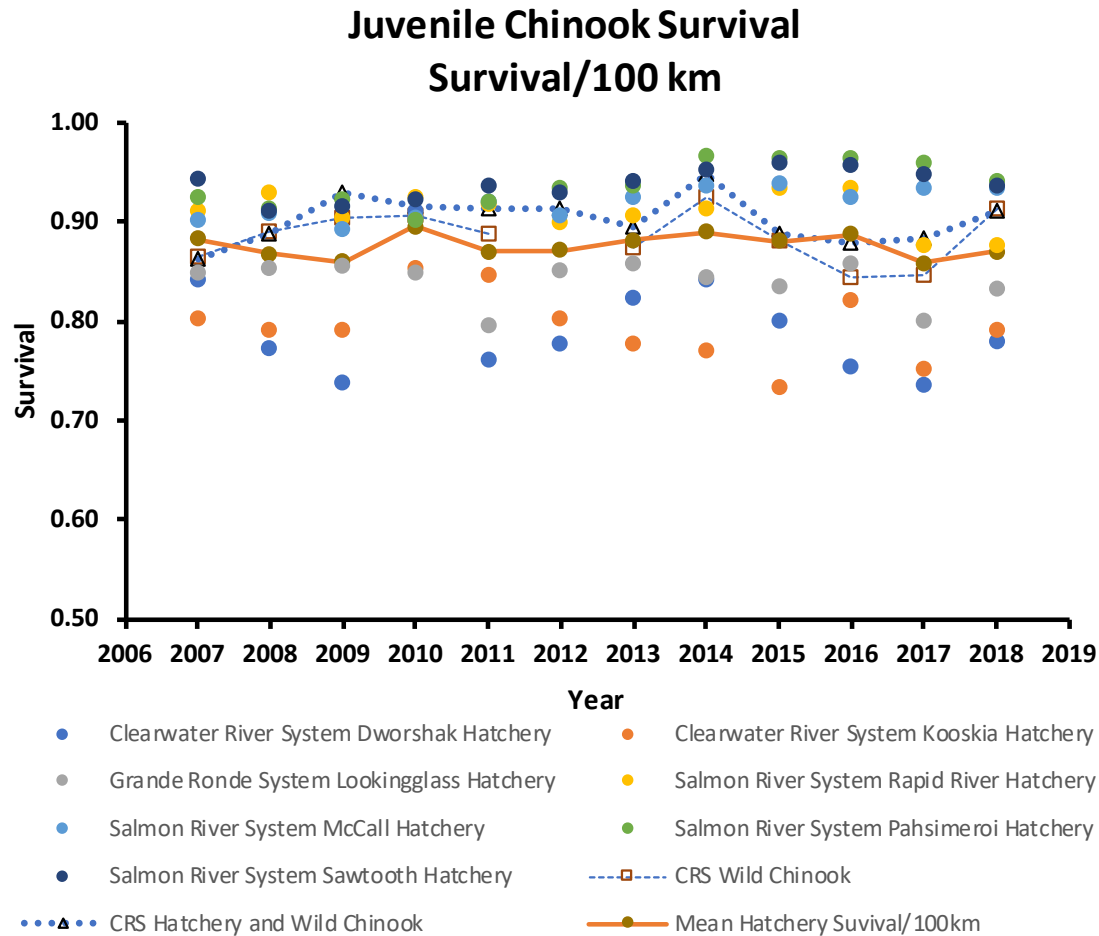 Juvenile Chinook Survival
Survival/100 km
1.00
0.90
0.80
0.70
0.60
0.50
Survival
2006 2007 2008 2009 2010 2011 2012 2013 2014 2015 2016 2017 2018 2019
Year
Clearwater River System Dworshak Hatchery
Clearwater River System Kooskia Hatchery
Grande Ronde System Lookingglass Hatchery
Salmon River System Rapid River Hatchery
Salmon River System McCall Hatchery
Salmon River System Pahsimeroi Hatchery
Salmon River System Sawtooth Hatchery
CRS Wild Chinook
CRS Hatchery and Wild Chinook
Mean Hatchery Suvival/100km